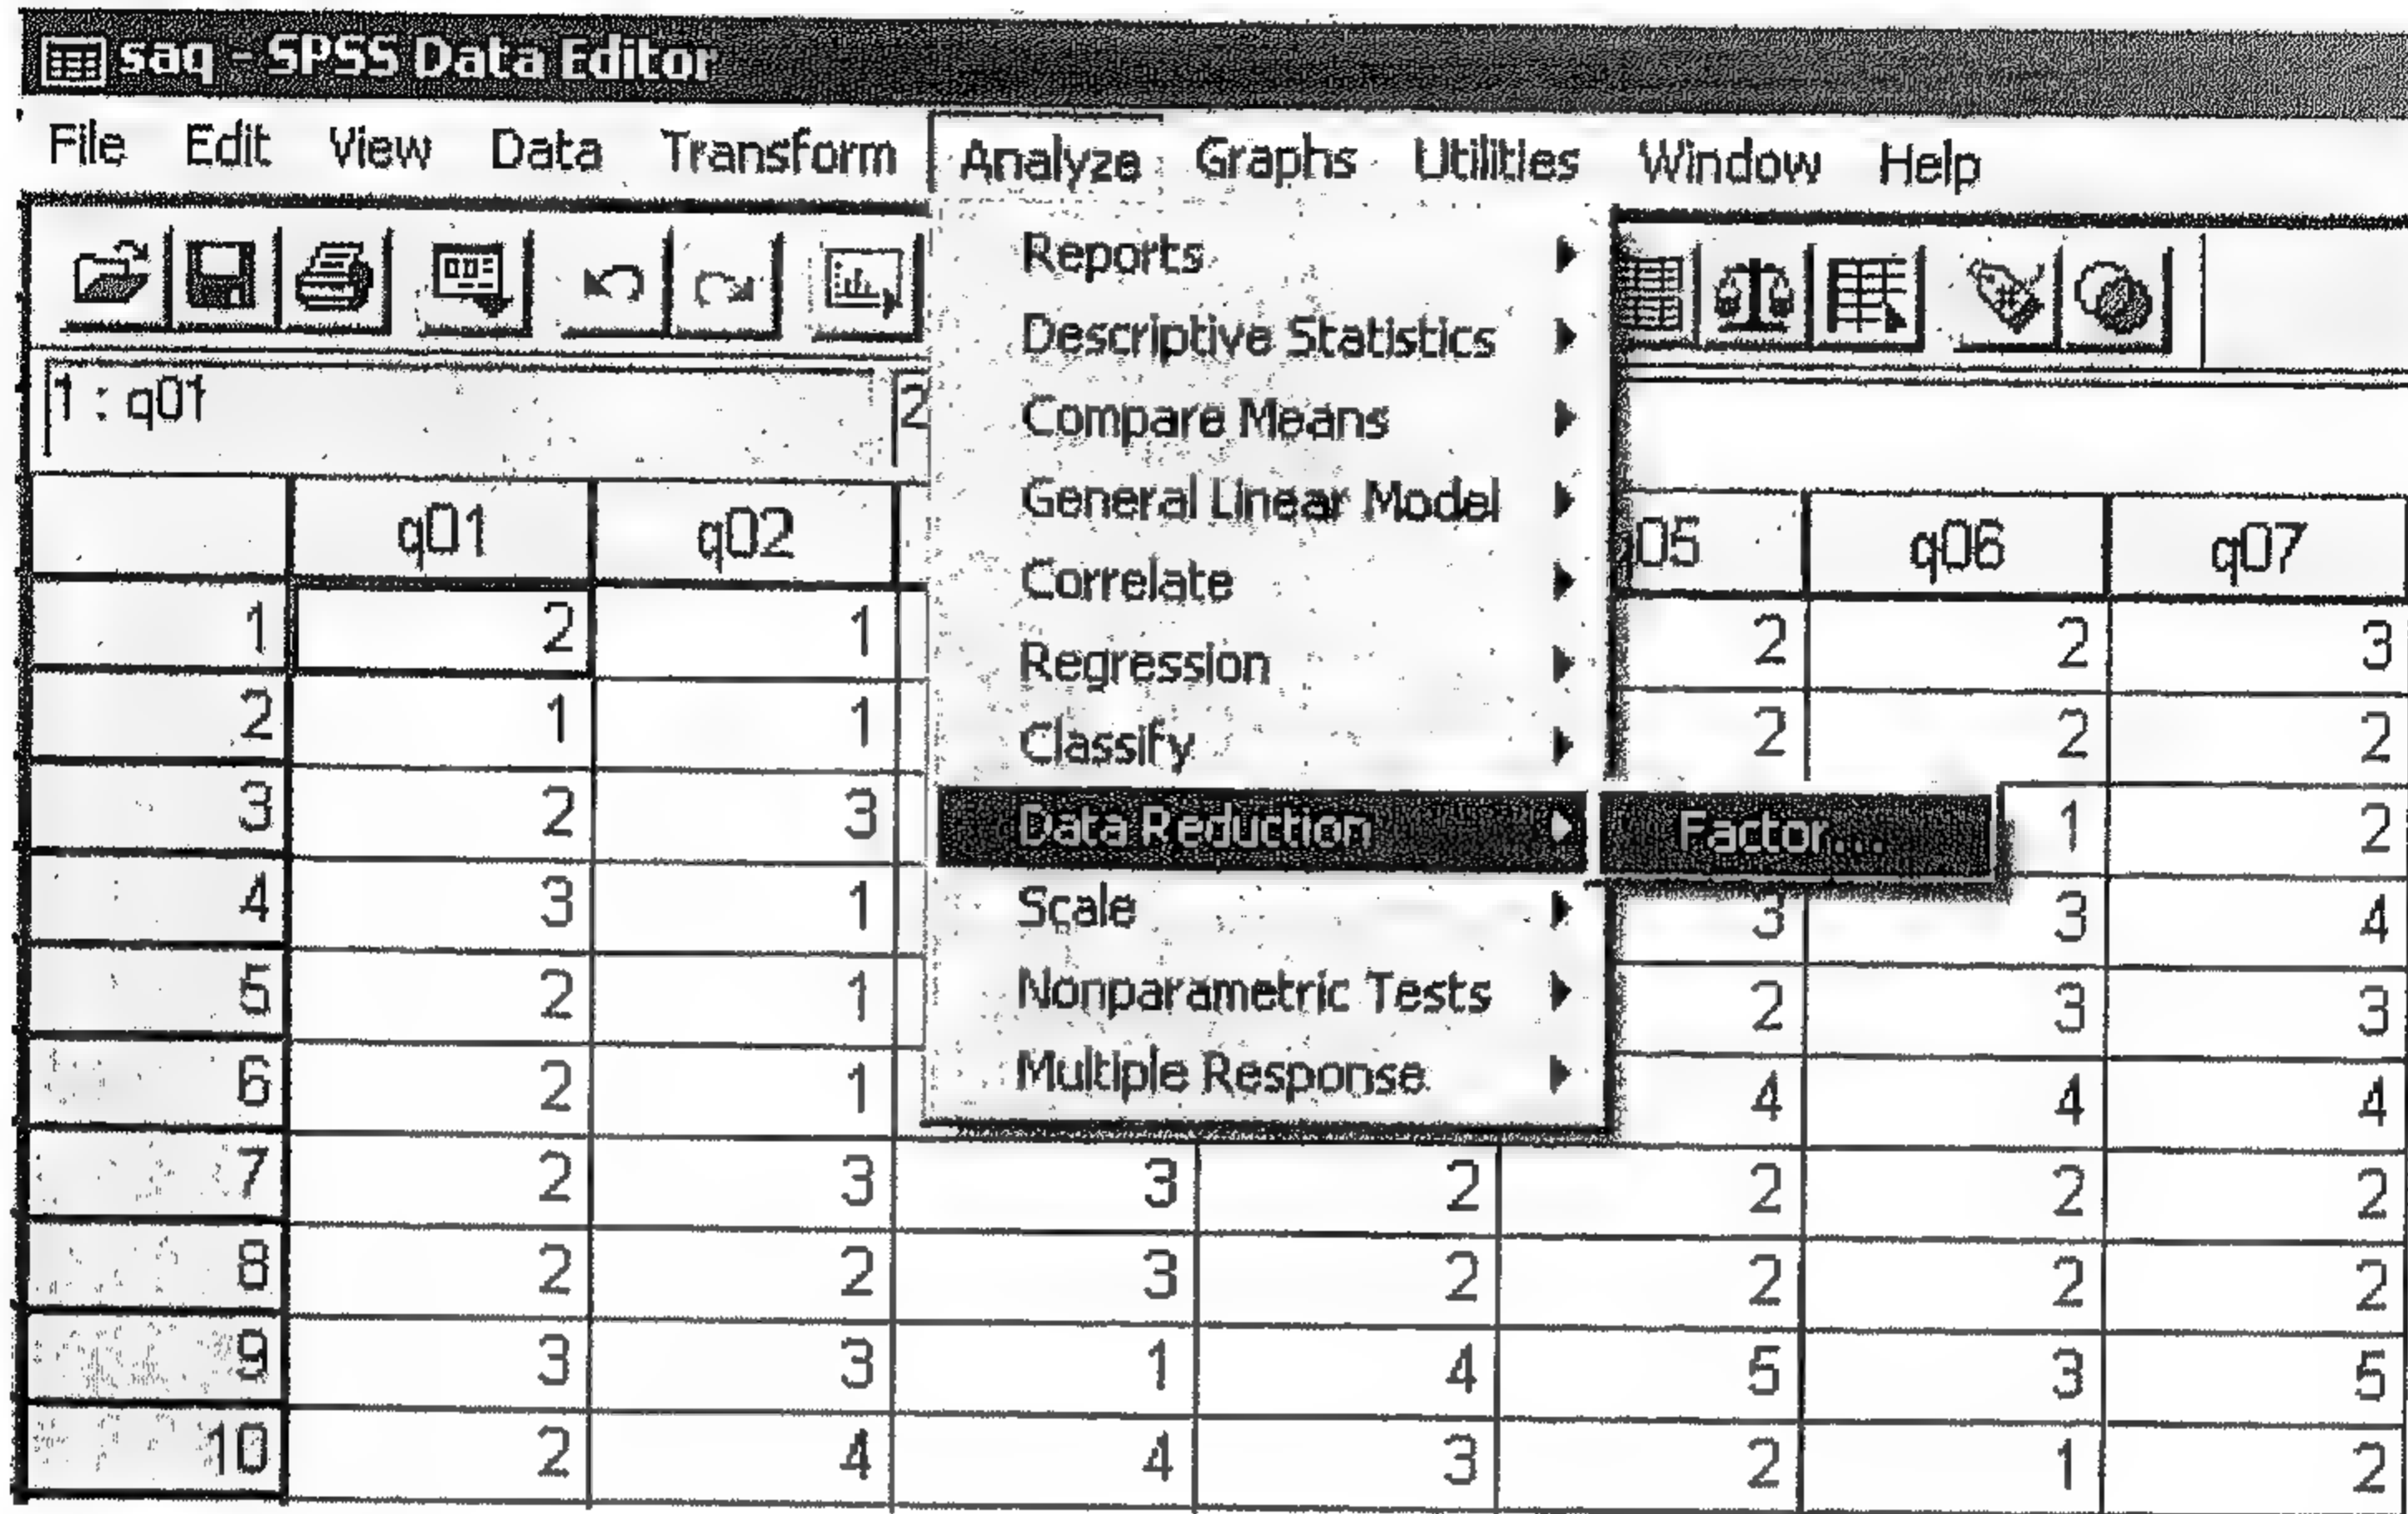 saq - SPSS Data Editor
File Edit View Data Transform Analyze Graphs Utilities Window Help
Reports
Descriptive Statistics
1 : q01 2
Compare Means
General Linear Model
q01 q02 q05 q06 q07
Correlate
1 2 1 2 2 3
Regression
2 1 1 2 2 2
Classify
3 2 3 Data Reduction Factor... 1 2
4 3 1 Scale 3 3 4
5 2 1 Nonparametric Tests 2 3 3
6 2 1 Multiple Response 4 4 4
7 2 3 3 2 2 2 2
8 2 2 3 2 2 2 2
9 3 3 1 4 5 3 5
10 2 4 4 3 2 1 2